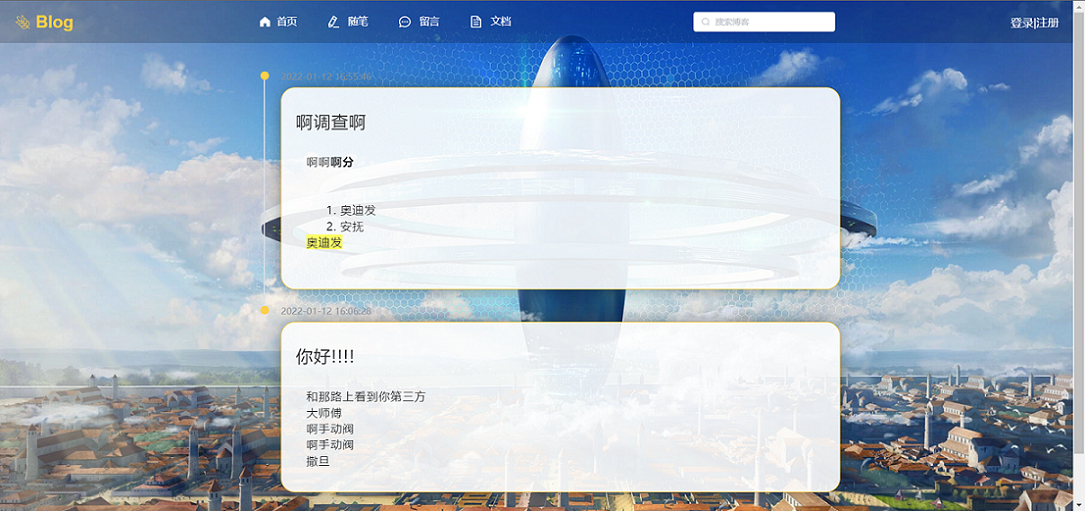 Blog
首页
随笔
留言
文档
搜索博客
登录|注册
2022-01-12 16:55:46
啊调查啊
啊啊啊分
1. 奥迪发
2. 安抚
奥迪发
2022-01-12 16:06:28
你好!!!!
和那路上看到你第三方
大师傅
啊手动阀
啊手动阀
撒旦